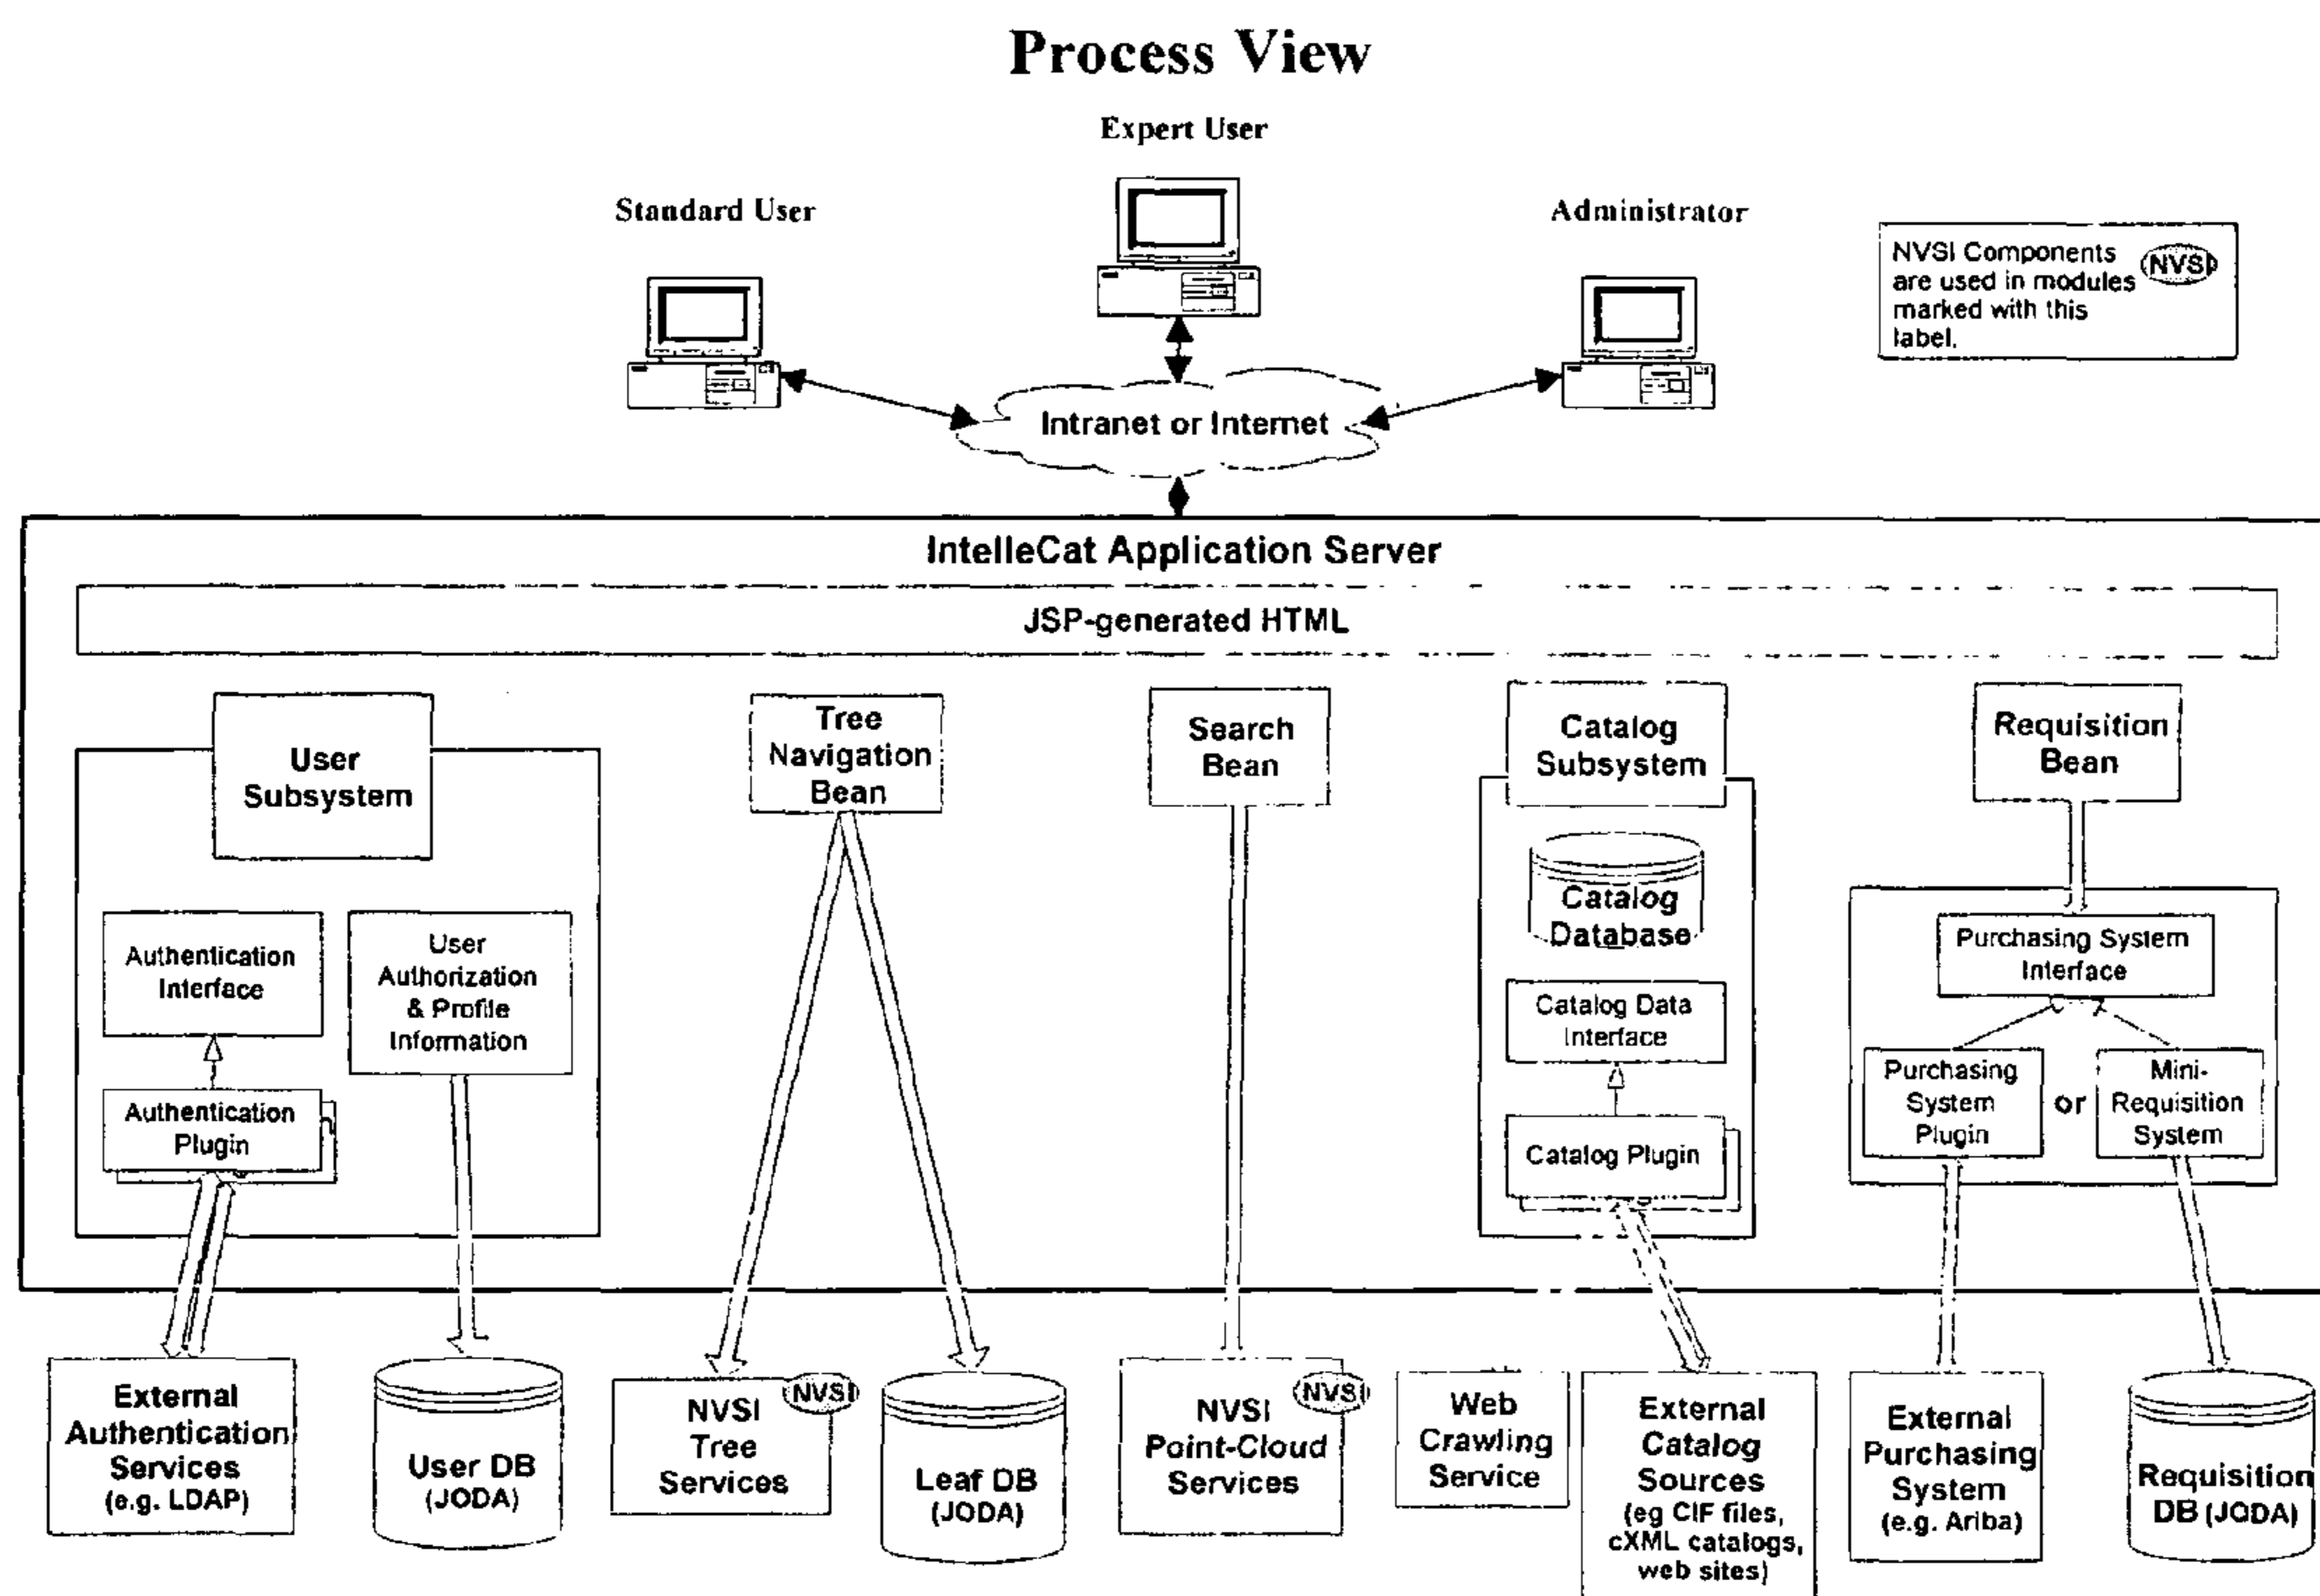 Process View
Expert User
Standard User
Administrator
NVSI Components
are used in modules
marked with this
label.
NVSI
Intranet or Internet
IntelleCat Application Server
JSP-generated HTML
User
Subsystem
Tree
Navigation
Bean
Search
Bean
Catalog
Subsystem
Requisition
Bean
Authentication
Interface
User
Authorization
& Profile
Information
Authentication
Plugin
Catalog
Database
Catalog Data
Interface
Catalog Plugin
Purchasing System
Interface
Purchasing
System
Plugin
or
Mini-
Requisition
System
External
Authentication
Services
(e.g. LDAP)
User DB
(JODA)
NVSI
NVSI
Tree
Services
Leaf DB
(JODA)
NVSI
NVSI
Point-Cloud
Services
Web
Crawling
Service
External
Catalog
Sources
(eg CIF files,
cXML catalogs,
web sites)
External
Purchasing
System
(e.g. Ariba)
Requisition
DB (JODA)